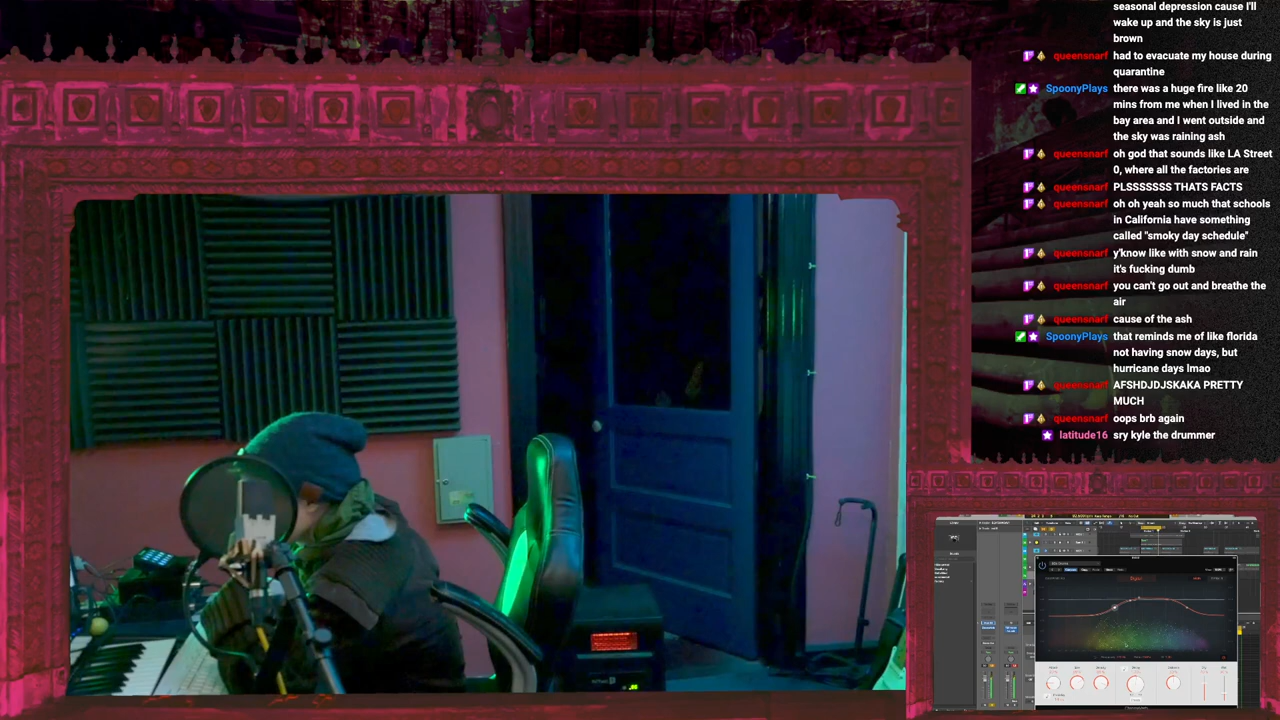 seasonal depression cause I'll
wake up and the sky is just
brown
queensnarf had to evacuate my house during
quarantine
SpoonyPlays there was a huge fire like 20
mins from me when I lived in the
bay area and I went outside and
the sky was raining ash
queensnarf oh god that sounds like LA Street
0, where all the factories are
queensnarf PLSSSSSSS THATS FACTS
queensnarf oh oh yeah so much that schools
in California have something
called "smoky day schedule"
queensnarf y'know like with snow and rain
it's fucking dumb
queensnarf you can't go out and breathe the
air
queensnarf cause of the ash
SpoonyPlays that reminds me of like florida
not having snow days, but
hurricane days lmao
queensnarf AFSHDJDJSKAKA PRETTY
MUCH
queensnarf oops brb again
latitude16 sry kyle the drummer